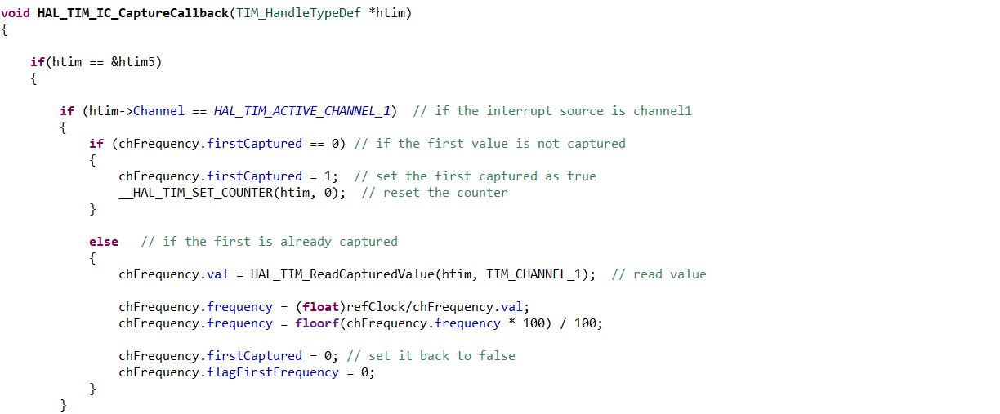 void HAL_TIM_IC_CaptureCallback(TIM_HandleTypeDef *htim)
{
if(htim == &htim5)
{
if (htim->Channel == HAL_TIM_ACTIVE_CHANNEL_1)  // if the interrupt source is channel1
{
if (chFrequency.firstCaptured == 0) // if the first value is not captured
{
chFrequency.firstCaptured = 1;  // set the first captured as true
__HAL_TIM_SET_COUNTER(htim, 0);  // reset the counter
}
else   // if the first is already captured
{
chFrequency.val = HAL_TIM_ReadCapturedValue(htim, TIM_CHANNEL_1);  // read value
chFrequency.frequency = (float)refClock/chFrequency.val;
chFrequency.frequency = floorf(chFrequency.frequency * 100) / 100;
chFrequency.firstCaptured = 0; // set it back to false
chFrequency.flagFirstFrequency = 0;
}
}